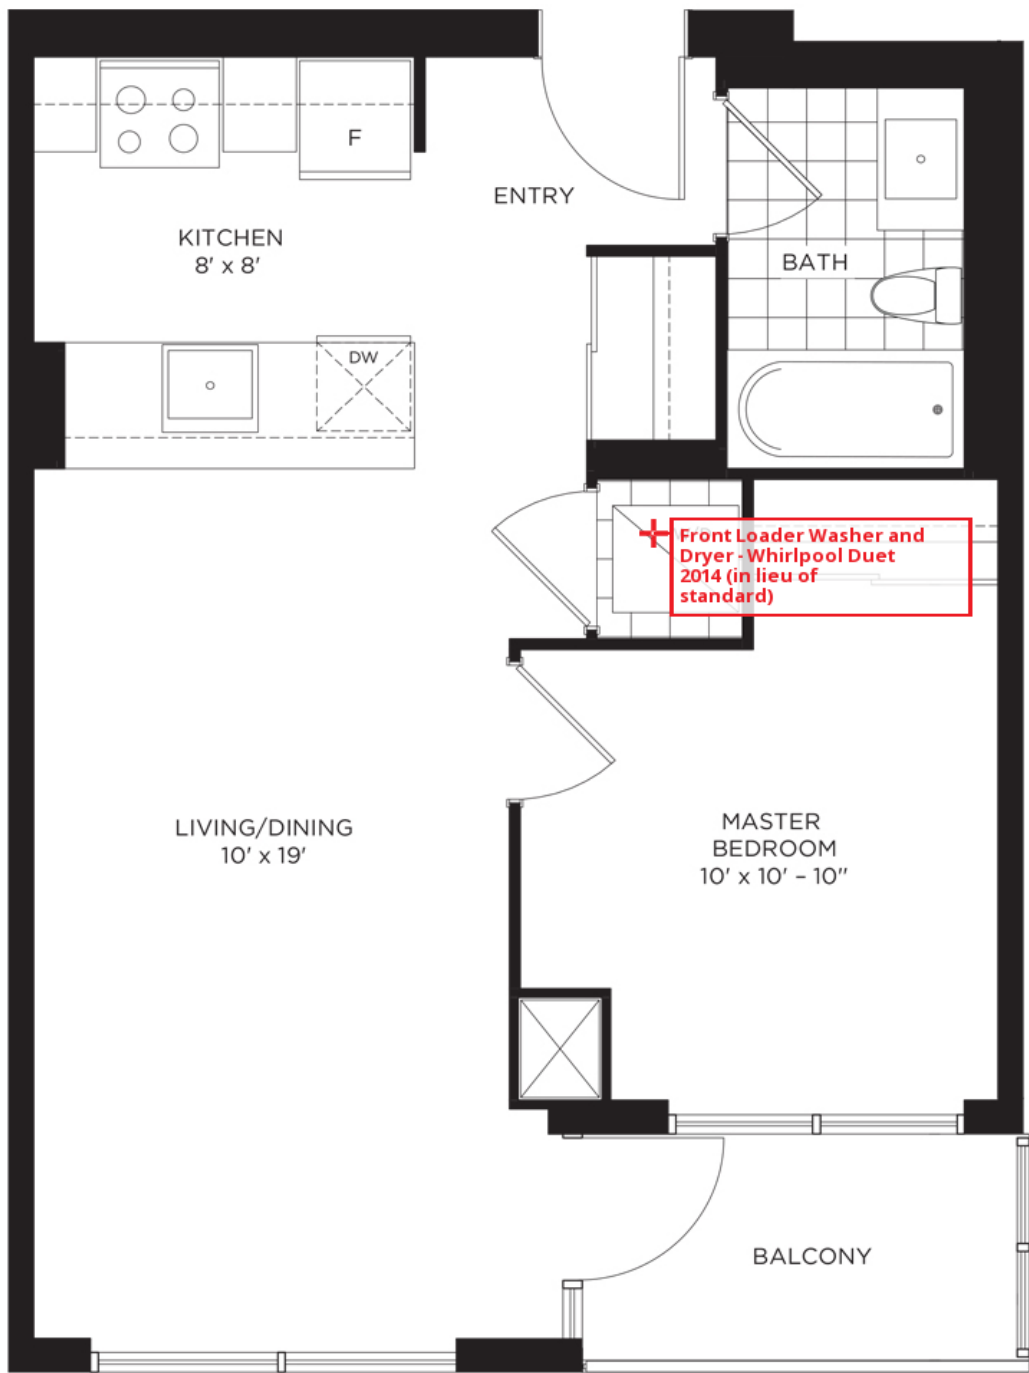 F
ENTRY
KITCHEN
8' x 8'
BATH
DW
Front Loader Washer and
Dryer - Whirlpool Duet
2014 (in lieu of
standard)
LIVING/DINING
10' x 19'
MASTER
BEDROOM
10' x 10' – 10"
BALCONY